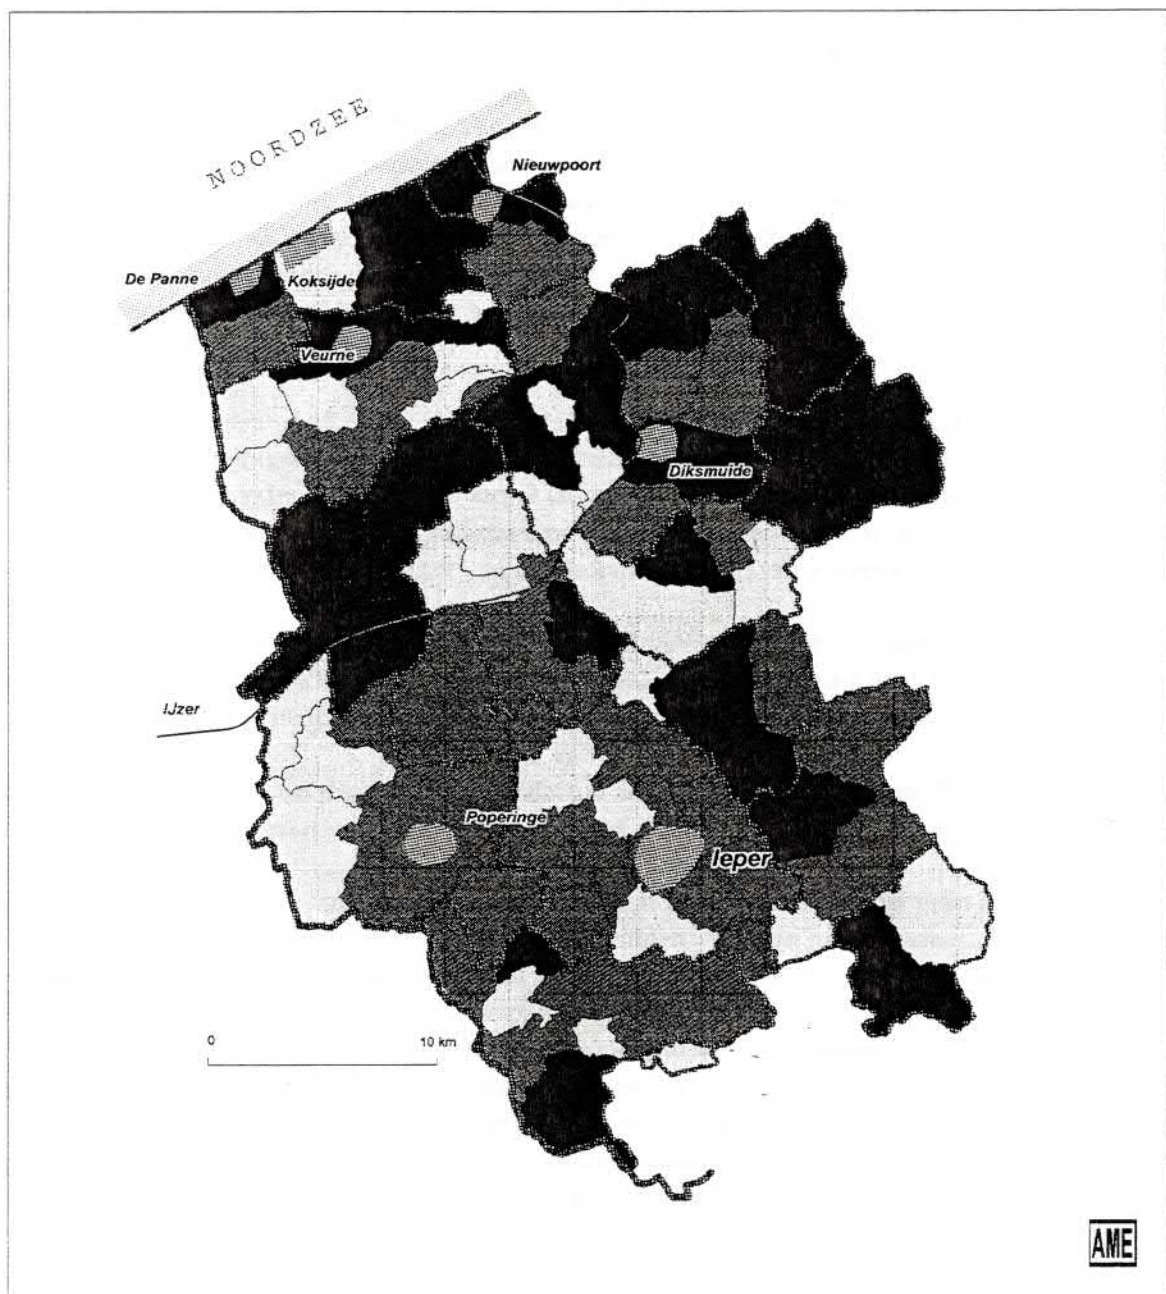 NOORDZEE
Nieuwpoort
De Panne
Koksijde
Veurne
Diksmuide
IJzer
Poperinge
Ieper
0 10 km
AME